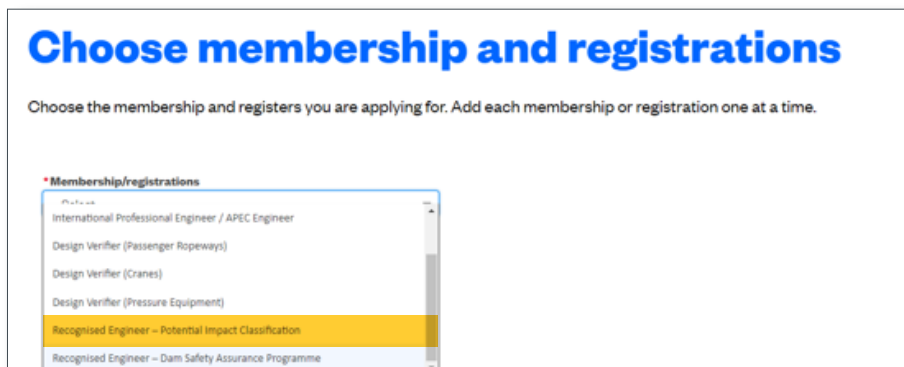 Choose membership and registrations
Choose the membership and registers you are applying for. Add each membership or registration one at a time.
*Membership/registrations
International Professional Engineer / APEC Engineer
Design Verifier (Passenger Ropeways)
Design Verifier (Cranes)
Design Verifier (Pressure Equipment)
Recognised Engineer – Potential Impact Classification
Recognised Engineer – Dam Safety Assurance Programme